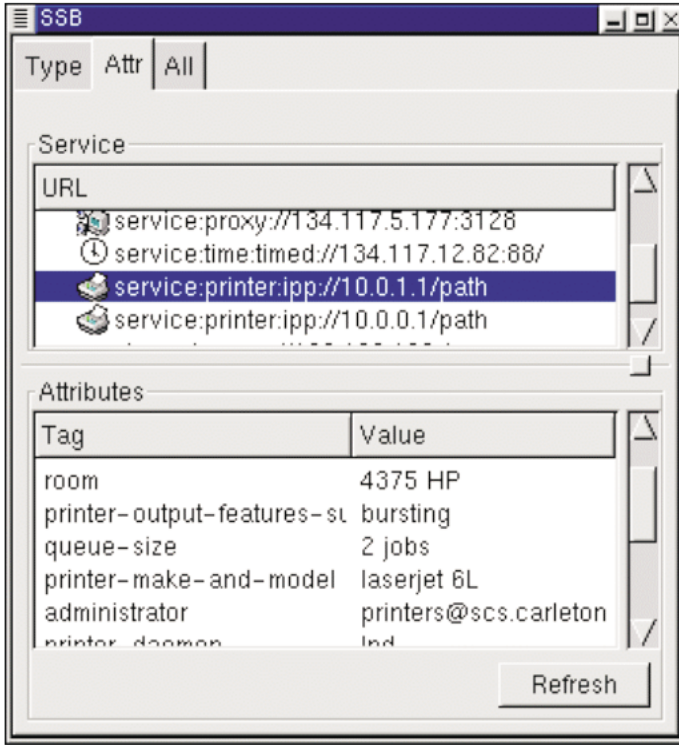 SSB
Type Attr All
Service
URL
service:proxy://134.117.5.177:3128
service:time:timed://134.117.12.82:88/
service:printer:ipp://10.0.1.1/path
service:printer:ipp://10.0.0.1/path
Attributes
Tag Value
room 4375 HP
printer-output-features-su bursting
queue-size 2 jobs
printer-make-and-model laserjet 6L
administrator printers@scs.carleton
printer-daemon lpd
Refresh